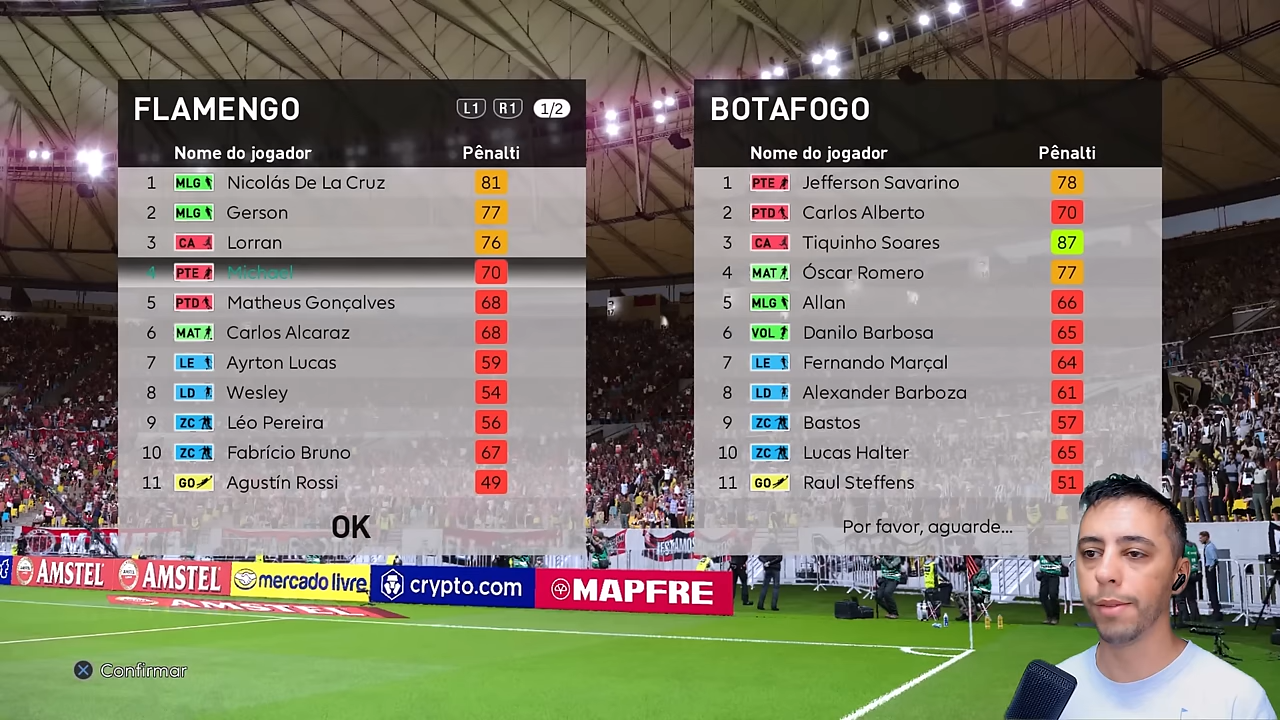 FLAMENGO
L1 R1 1/2
Nome do jogador Pênalti
1 MLG Nicolás De La Cruz 81
2 MLG Gerson 77
3 CA Lorran 76
4 PTE Michael 70
5 PTD Matheus Gonçalves 68
6 MAT Carlos Alcaraz 68
7 LE Ayrton Lucas 59
8 LD Wesley 54
9 ZC Léo Pereira 56
10 ZC Fabrício Bruno 67
11 GO Agustín Rossi 49
OK
BOTAFOGO
Nome do jogador Pênalti
1 PTE Jefferson Savarino 78
2 PTD Carlos Alberto 70
3 CA Tiquinho Soares 87
4 MAT Óscar Romero 77
5 MLG Allan 66
6 VOL Danilo Barbosa 65
7 LE Fernando Marçal 64
8 LD Alexander Barboza 61
9 ZC Bastos 57
10 ZC Lucas Halter 65
11 GO Raul Steffens 51
Por favor, aguarde...
AMSTEL AMSTEL mercado livre crypto.com MAPFRE
AMSTEL
Confirmar